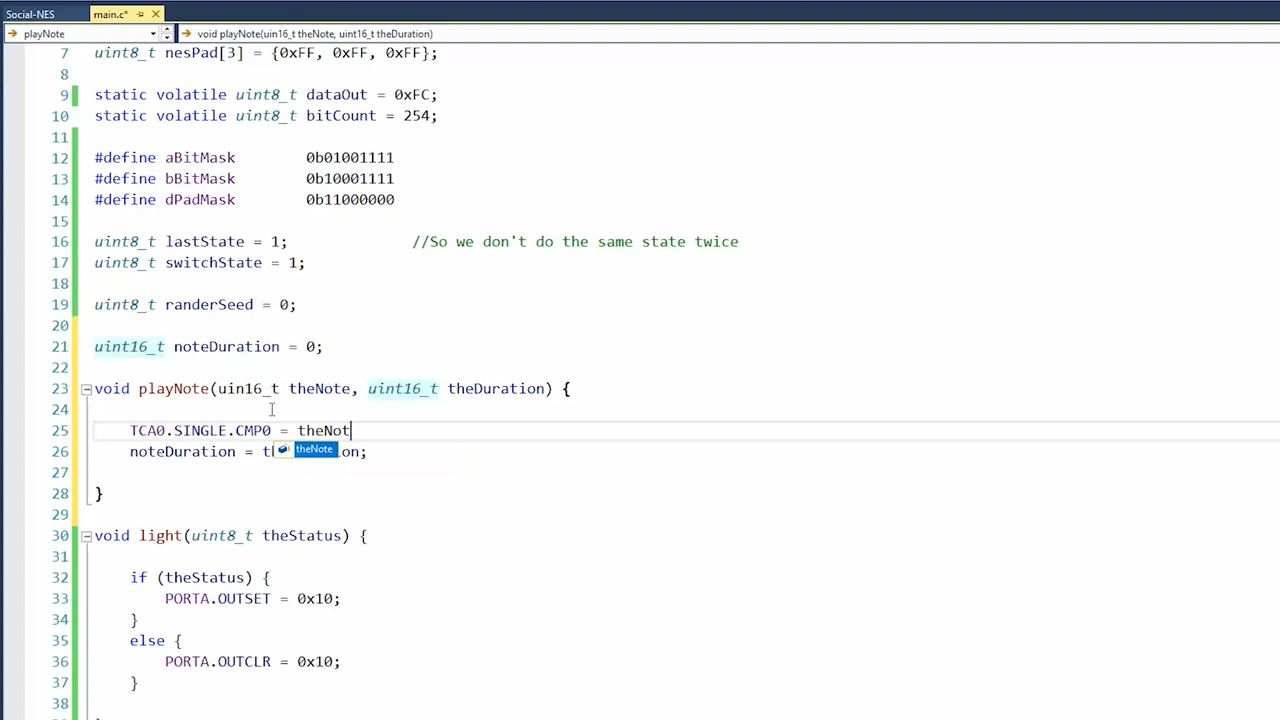 Social-NES main.c*
playNote void playNote(uin16_t theNote, uint16_t theDuration)
7 uint8_t nesPad[3] = {0xFF, 0xFF, 0xFF};
8
9 static volatile uint8_t dataOut = 0xFC;
10 static volatile uint8_t bitCount = 254;
11
12 #define aBitMask 0b01001111
13 #define bBitMask 0b10001111
14 #define dPadMask 0b11000000
15
16 uint8_t lastState = 1; //So we don't do the same state twice
17 uint8_t switchState = 1;
18
19 uint8_t randerSeed = 0;
20
21 uint16_t noteDuration = 0;
22
23 void playNote(uin16_t theNote, uint16_t theDuration) {
24
25 TCA0.SINGLE.CMP0 = theNot
theNote
26 noteDuration = th on;
27
28 }
29
30 void light(uint8_t theStatus) {
31
32 if (theStatus) {
33 PORTA.OUTSET = 0x10;
34 }
35 else {
36 PORTA.OUTCLR = 0x10;
37 }
38